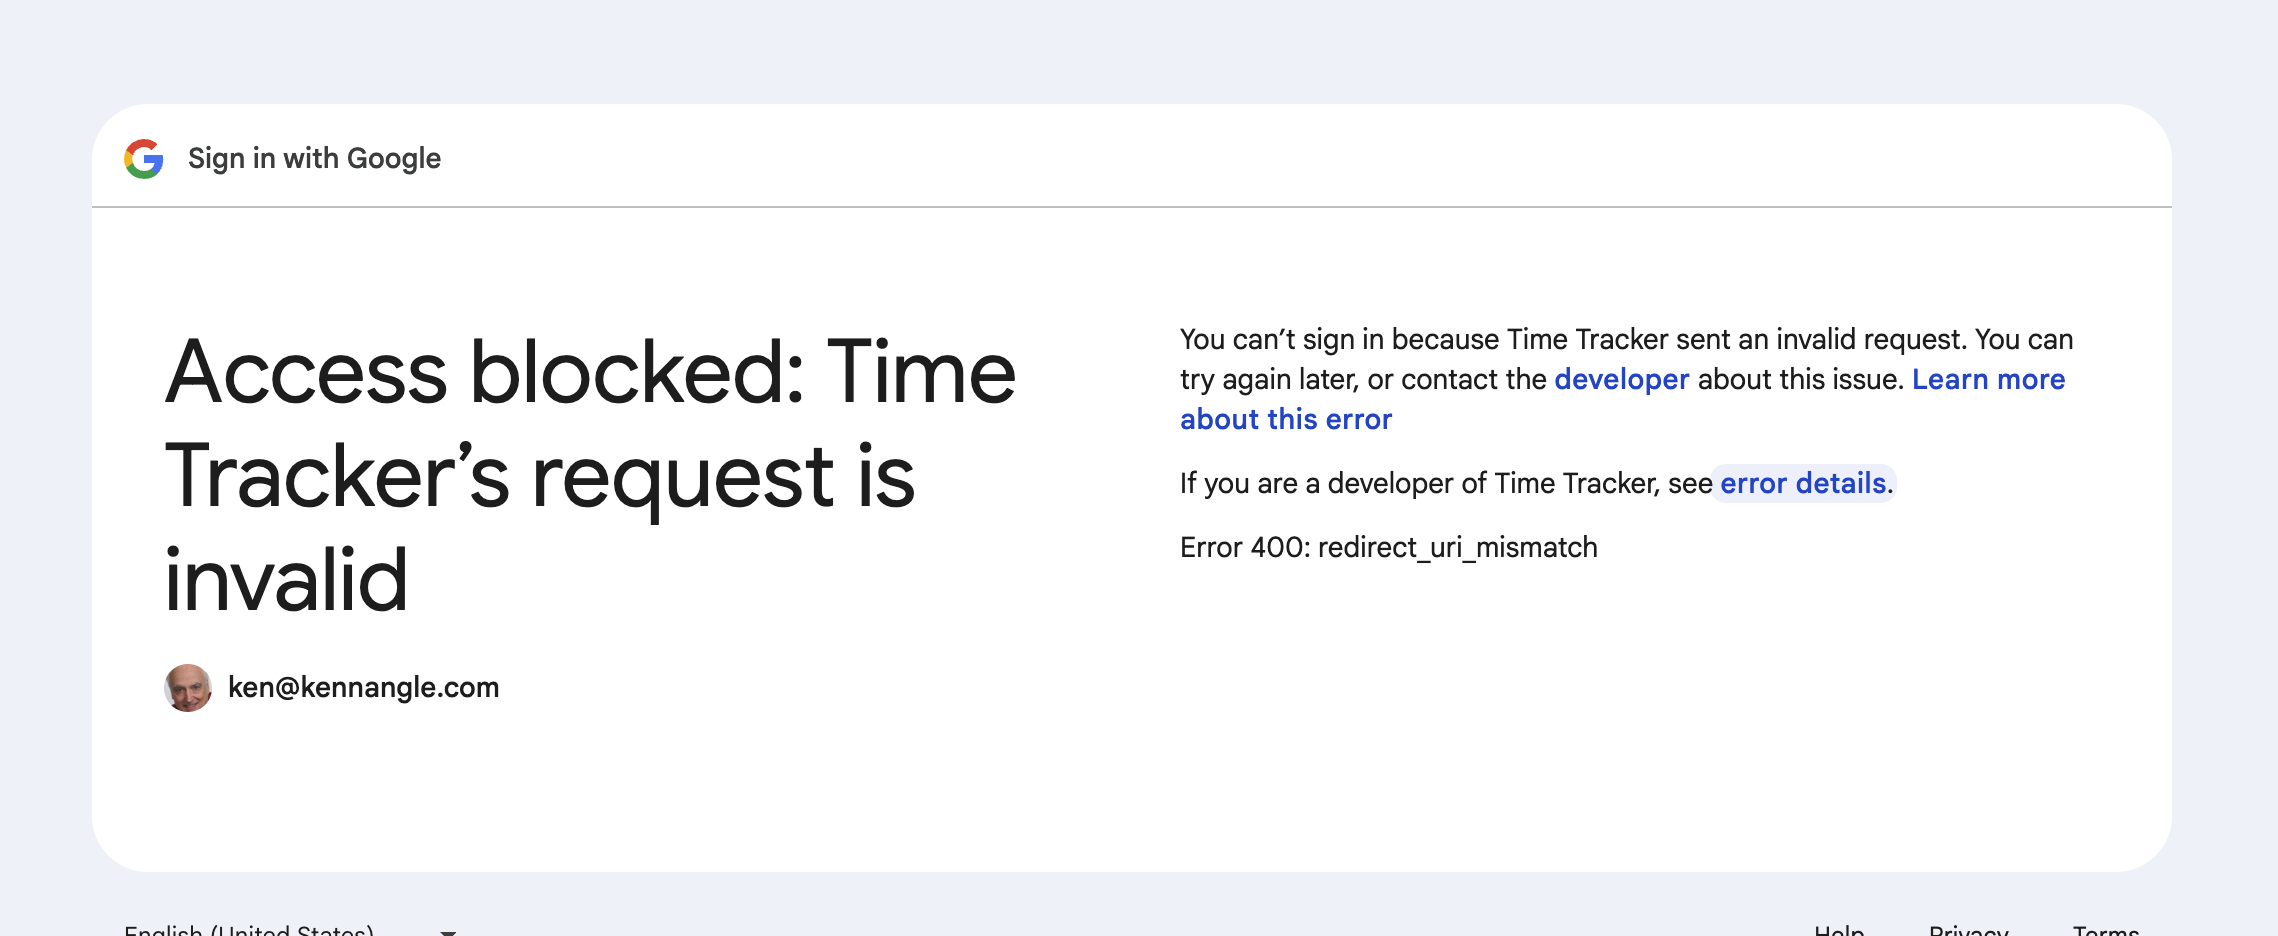 Sign in with Google
Access blocked: Time
Tracker’s request is
invalid
ken@kennangle.com
You can’t sign in because Time Tracker sent an invalid request. You can
try again later, or contact the developer about this issue. Learn more
about this error
If you are a developer of Time Tracker, see error details.
Error 400: redirect_uri_mismatch
English (United States)
Help Privacy Terms